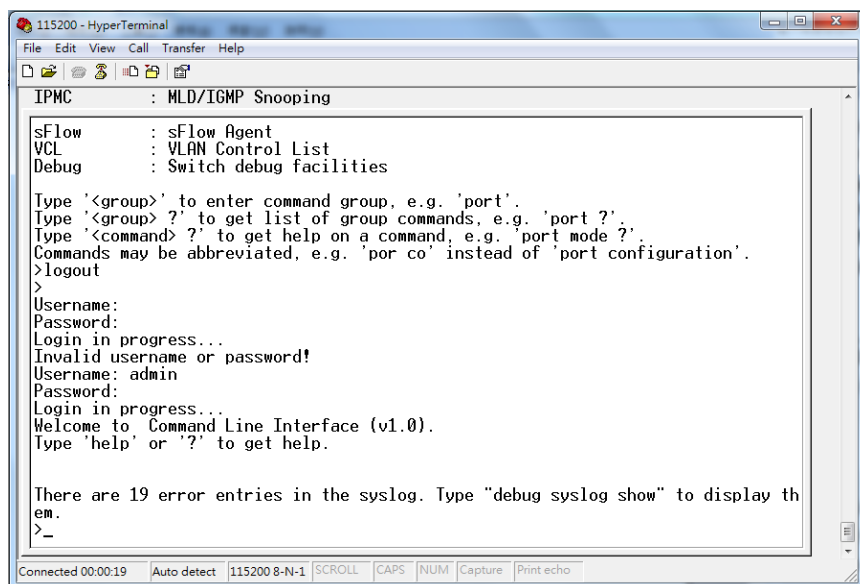 115200 - HyperTerminal
File Edit View Call Transfer Help
IPMC : MLD/IGMP Snooping
sFlow : sFlow Agent
VCL : VLAN Control List
Debug : Switch debug facilities
Type '<group>' to enter command group, e.g. 'port'.
Type '<group> ?' to get list of group commands, e.g. 'port ?'.
Type '<command> ?' to get help on a command, e.g. 'port mode ?'.
Commands may be abbreviated, e.g. 'por co' instead of 'port configuration'.
>logout
>
Username:
Password:
Login in progress...
Invalid username or password!
Username: admin
Password:
Login in progress...
Welcome to Command Line Interface (v1.0).
Type 'help' or '?' to get help.
There are 19 error entries in the syslog. Type "debug syslog show" to display th
em.
>_
Connected 00:00:19 Auto detect 115200 8-N-1 SCROLL CAPS NUM Capture Print echo